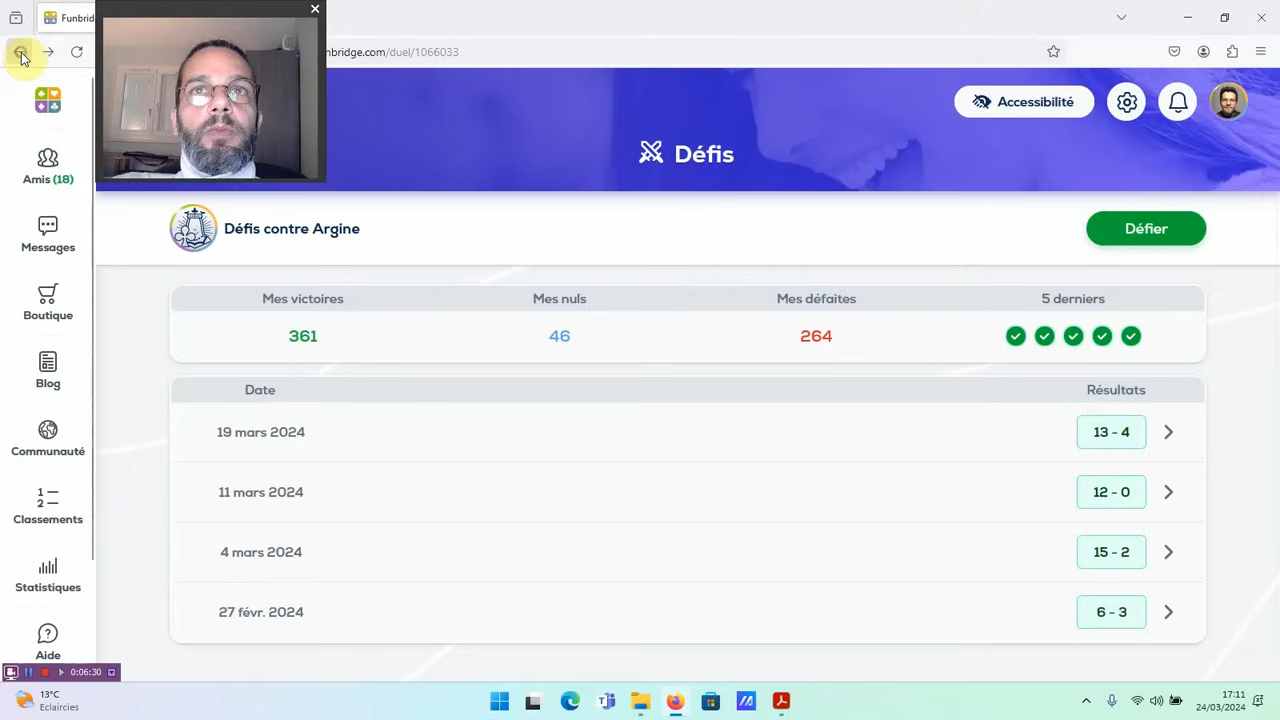 Funbrid
nbridge.com/duel/1066033
Accessibilité
Défis
Amis (18)
Messages
Boutique
Blog
Communauté
1
2
Classements
Statistiques
Aide
Défis contre Argine
Défier
Mes victoires Mes nuls Mes défaites 5 derniers
361 46 264
Date Résultats
19 mars 2024 13 - 4
11 mars 2024 12 - 0
4 mars 2024 15 - 2
27 févr. 2024 6 - 3
0:06:30
13°C
Eclaircies
17:11
24/03/2024